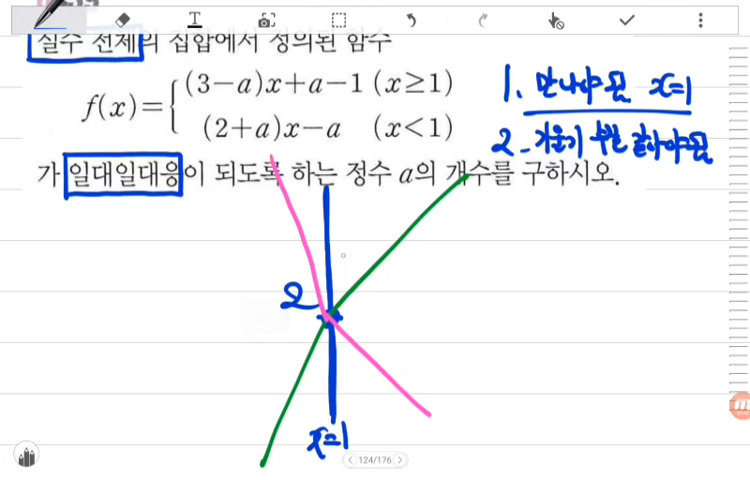 실수 전체의 집합에서 정의된 함수
f(x)={(3-a)x+a-1 (x≥1)
(2+a)x-a (x<1)
가 일대일대응이 되도록 하는 정수 a의 개수를 구하시오.
1. 만나야 된 x=1
2. 기울기 부호 같아야 된
2
x=1
124/176